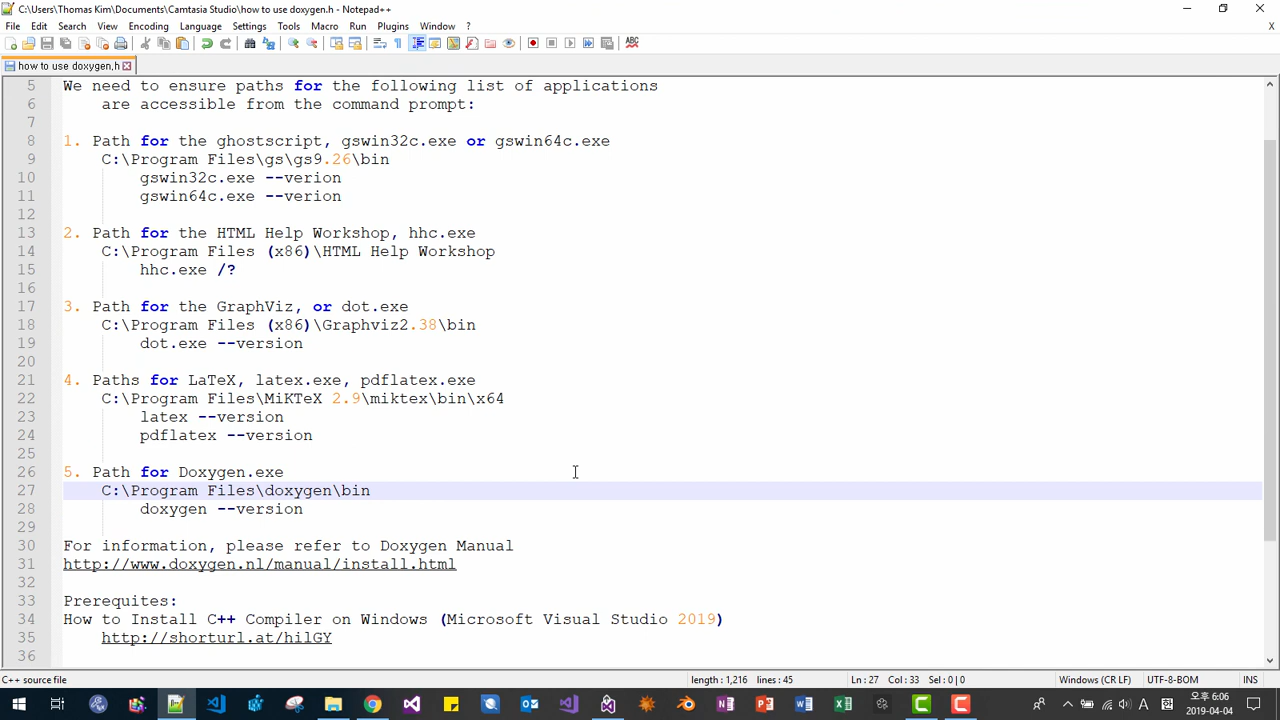 C:\Users\Thomas Kim\Documents\Camtasia Studio\how to use doxygen.h - Notepad++
File Edit Search View Encoding Language Settings Tools Macro Run Plugins Window ? X
how to use doxygen.h
5 We need to ensure paths for the following list of applications
6 are accessible from the command prompt:
7
8 1. Path for the ghostscript, gswin32c.exe or gswin64c.exe
9 C:\Program Files\gs\gs9.26\bin
10 gswin32c.exe --verion
11 gswin64c.exe --verion
12
13 2. Path for the HTML Help Workshop, hhc.exe
14 C:\Program Files (x86)\HTML Help Workshop
15 hhc.exe /?
16
17 3. Path for the GraphViz, or dot.exe
18 C:\Program Files (x86)\Graphviz2.38\bin
19 dot.exe --version
20
21 4. Paths for LaTeX, latex.exe, pdflatex.exe
22 C:\Program Files\MiKTeX 2.9\miktex\bin\x64
23 latex --version
24 pdflatex --version
25
26 5. Path for Doxygen.exe
27 C:\Program Files\doxygen\bin
28 doxygen --version
29
30 For information, please refer to Doxygen Manual
31 http://www.doxygen.nl/manual/install.html
32
33 Prerequites:
34 How to Install C++ Compiler on Windows (Microsoft Visual Studio 2019)
35 http://shorturl.at/hilGY
36
C++ source file length : 1,216 lines : 45 Ln : 27 Col : 33 Sel : 0 | 0 Windows (CR LF) UTF-8-BOM INS
A 오후 6:06
2019-04-04